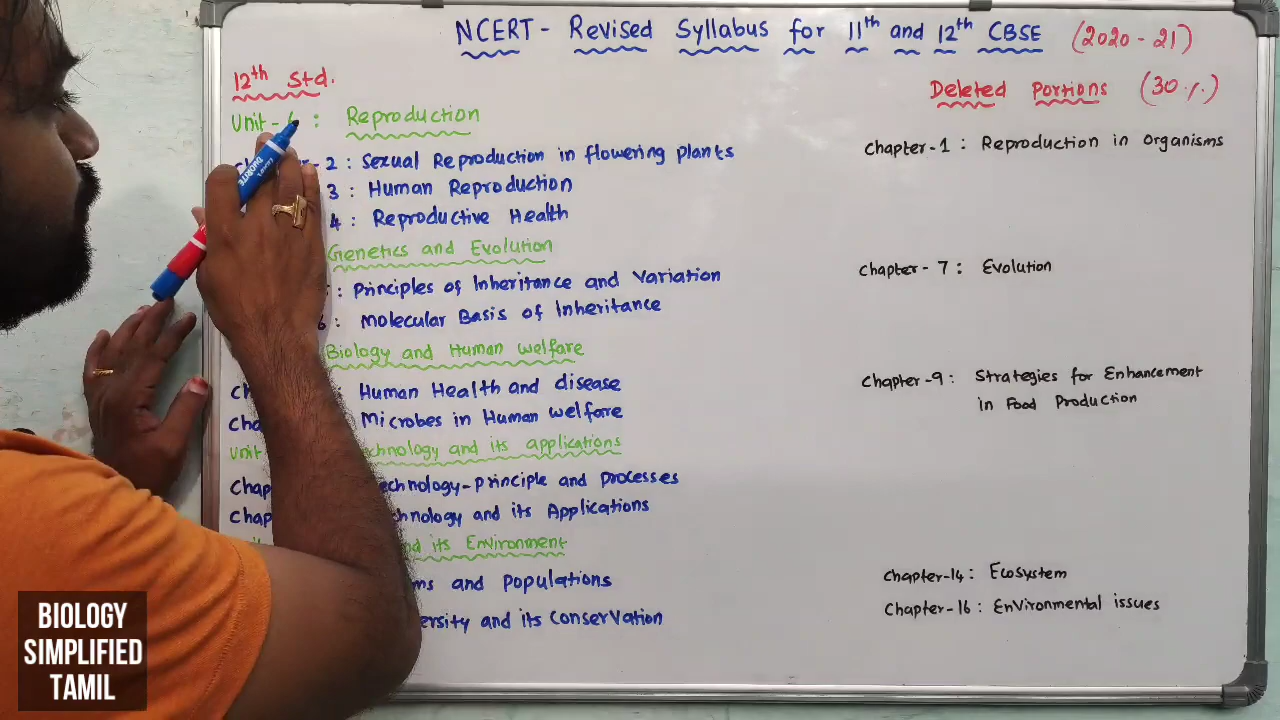 NCERT - Revised Syllabus for 11th and 12th CBSE (2020 - 21)
12th Std.
Deleted Portions (30 %)
Unit - 6 : Reproduction
2 : Sexual Reproduction in flowering plants
Chapter - 1 : Reproduction in Organisms
3 : Human Reproduction
4 : Reproductive Health
Genetics and Evolution
Chapter - 7 : Evolution
: Principles of Inheritance and Variation
6 : Molecular Basis of Inheritance
Biology and Human welfare
: Human Health and disease
Chapter - 9 : Strategies for Enhancement
in Food Production
Microbes in Human welfare
Unit and its applications
principle and processes
and its Applications
and its Environment
and populations
Chapter-14 : Ecosystem
and its conservation
Chapter-16 : Environmental issues
BIOLOGY
SIMPLIFIED
TAMIL